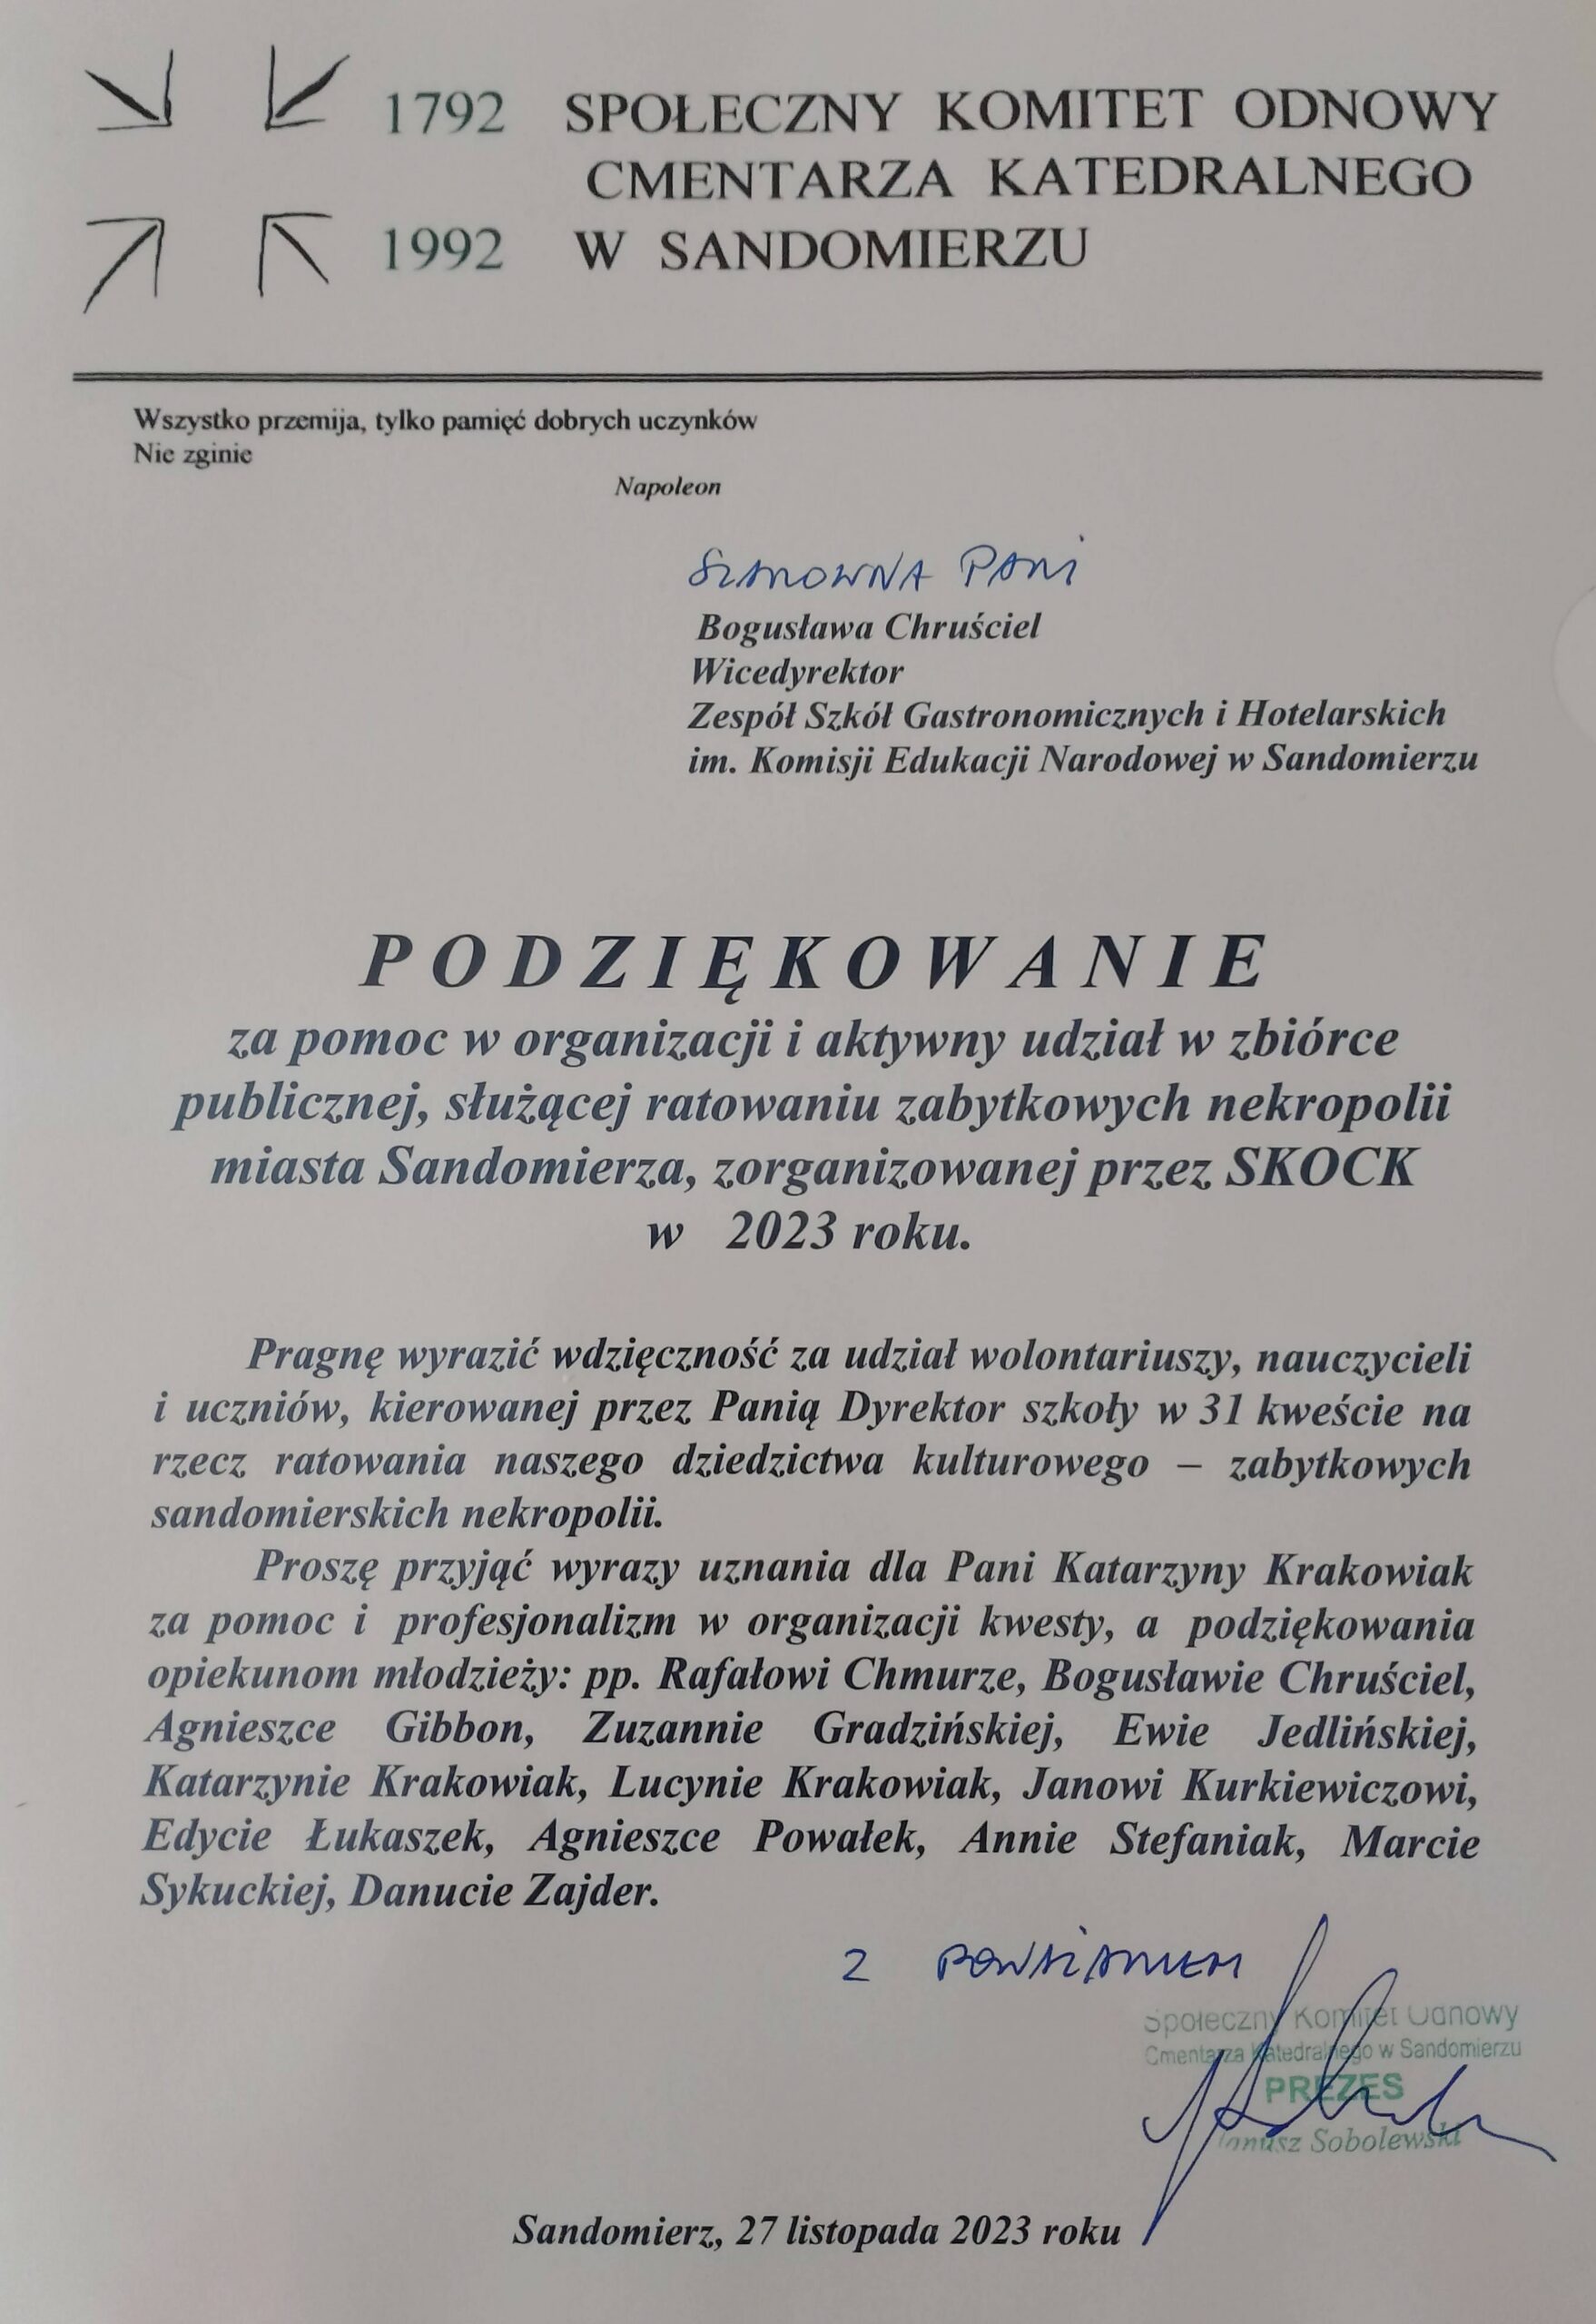 1792 SPOŁECZNY KOMITET ODNOWY
CMENTARZA KATEDRALNEGO
1992 W SANDOMIERZU
Wszystko przemija, tylko pamięć dobrych uczynków
Nie zginie
Napoleon
SZANOWNA PANI
Bogusława Chruściel
Wicedyrektor
Zespół Szkół Gastronomicznych i Hotelarskich
im. Komisji Edukacji Narodowej w Sandomierzu
PODZIĘKOWANIE
za pomoc w organizacji i aktywny udział w zbiórce
publicznej, służącej ratowaniu zabytkowych nekropolii
miasta Sandomierza, zorganizowanej przez SKOCK
w 2023 roku.
Pragnę wyrazić wdzięczność za udział wolontariuszy, nauczycieli
i uczniów, kierowanej przez Panią Dyrektor szkoły w 31 kweście na
rzecz ratowania naszego dziedzictwa kulturowego – zabytkowych
sandomierskich nekropolii.
Proszę przyjąć wyrazy uznania dla Pani Katarzyny Krakowiak
za pomoc i profesjonalizm w organizacji kwesty, a podziękowania
opiekunom młodzieży: pp. Rafałowi Chmurze, Bogusławie Chruściel,
Agnieszce Gibbon, Zuzannie Gradzińskiej, Ewie Jedlińskiej,
Katarzynie Krakowiak, Lucynie Krakowiak, Janowi Kurkiewiczowi,
Edycie Łukaszek, Agnieszce Powałek, Annie Stefaniak, Marcie
Sykuckiej, Danucie Zajder.
Z POWAŻANIEM
Społeczny Komitet Odnowy
Cmentarza Katedralnego w Sandomierzu
PREZES
Janusz Sobolewski
Sandomierz, 27 listopada 2023 roku